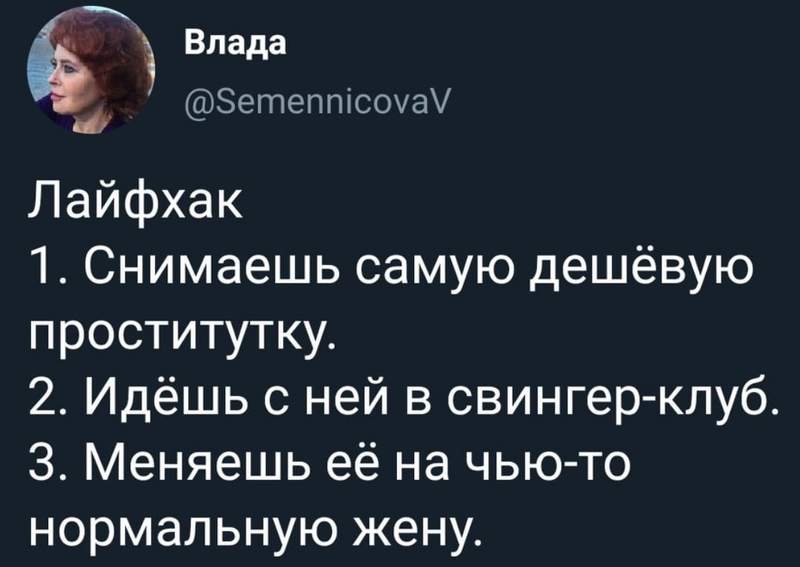 Влада
@SemennicovaV
Лайфхак
1. Снимаешь самую дешёвую
проститутку.
2. Идёшь с ней в свингер-клуб.
3. Меняешь её на чью-то
нормальную жену.